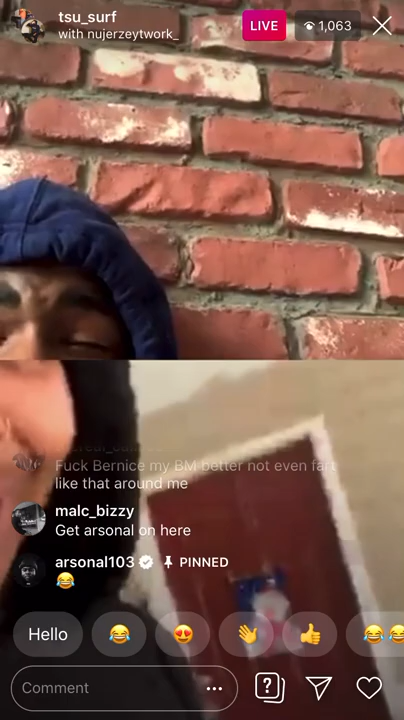 tsu_surf
with nujerzeytwork_
LIVE
1,063
Fuck Bernice my BM better not even fart
like that around me
malc_bizzy
Get arsonal on here
arsonal103 PINNED
😂
Hello 😂 😍 👋 👍 😂😂
Comment